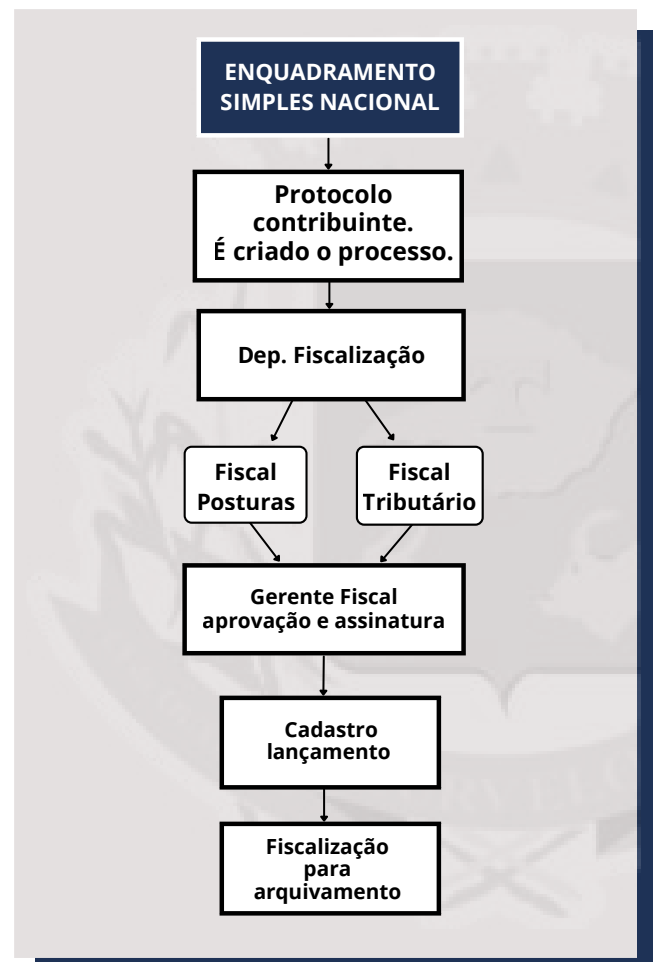 ENQUADRAMENTO
SIMPLES NACIONAL
Protocolo
contribuinte.
É criado o processo.
Dep. Fiscalização
Fiscal
Posturas
Fiscal
Tributário
Gerente Fiscal
aprovação e assinatura
Cadastro
lançamento
Fiscalização
para
arquivamento